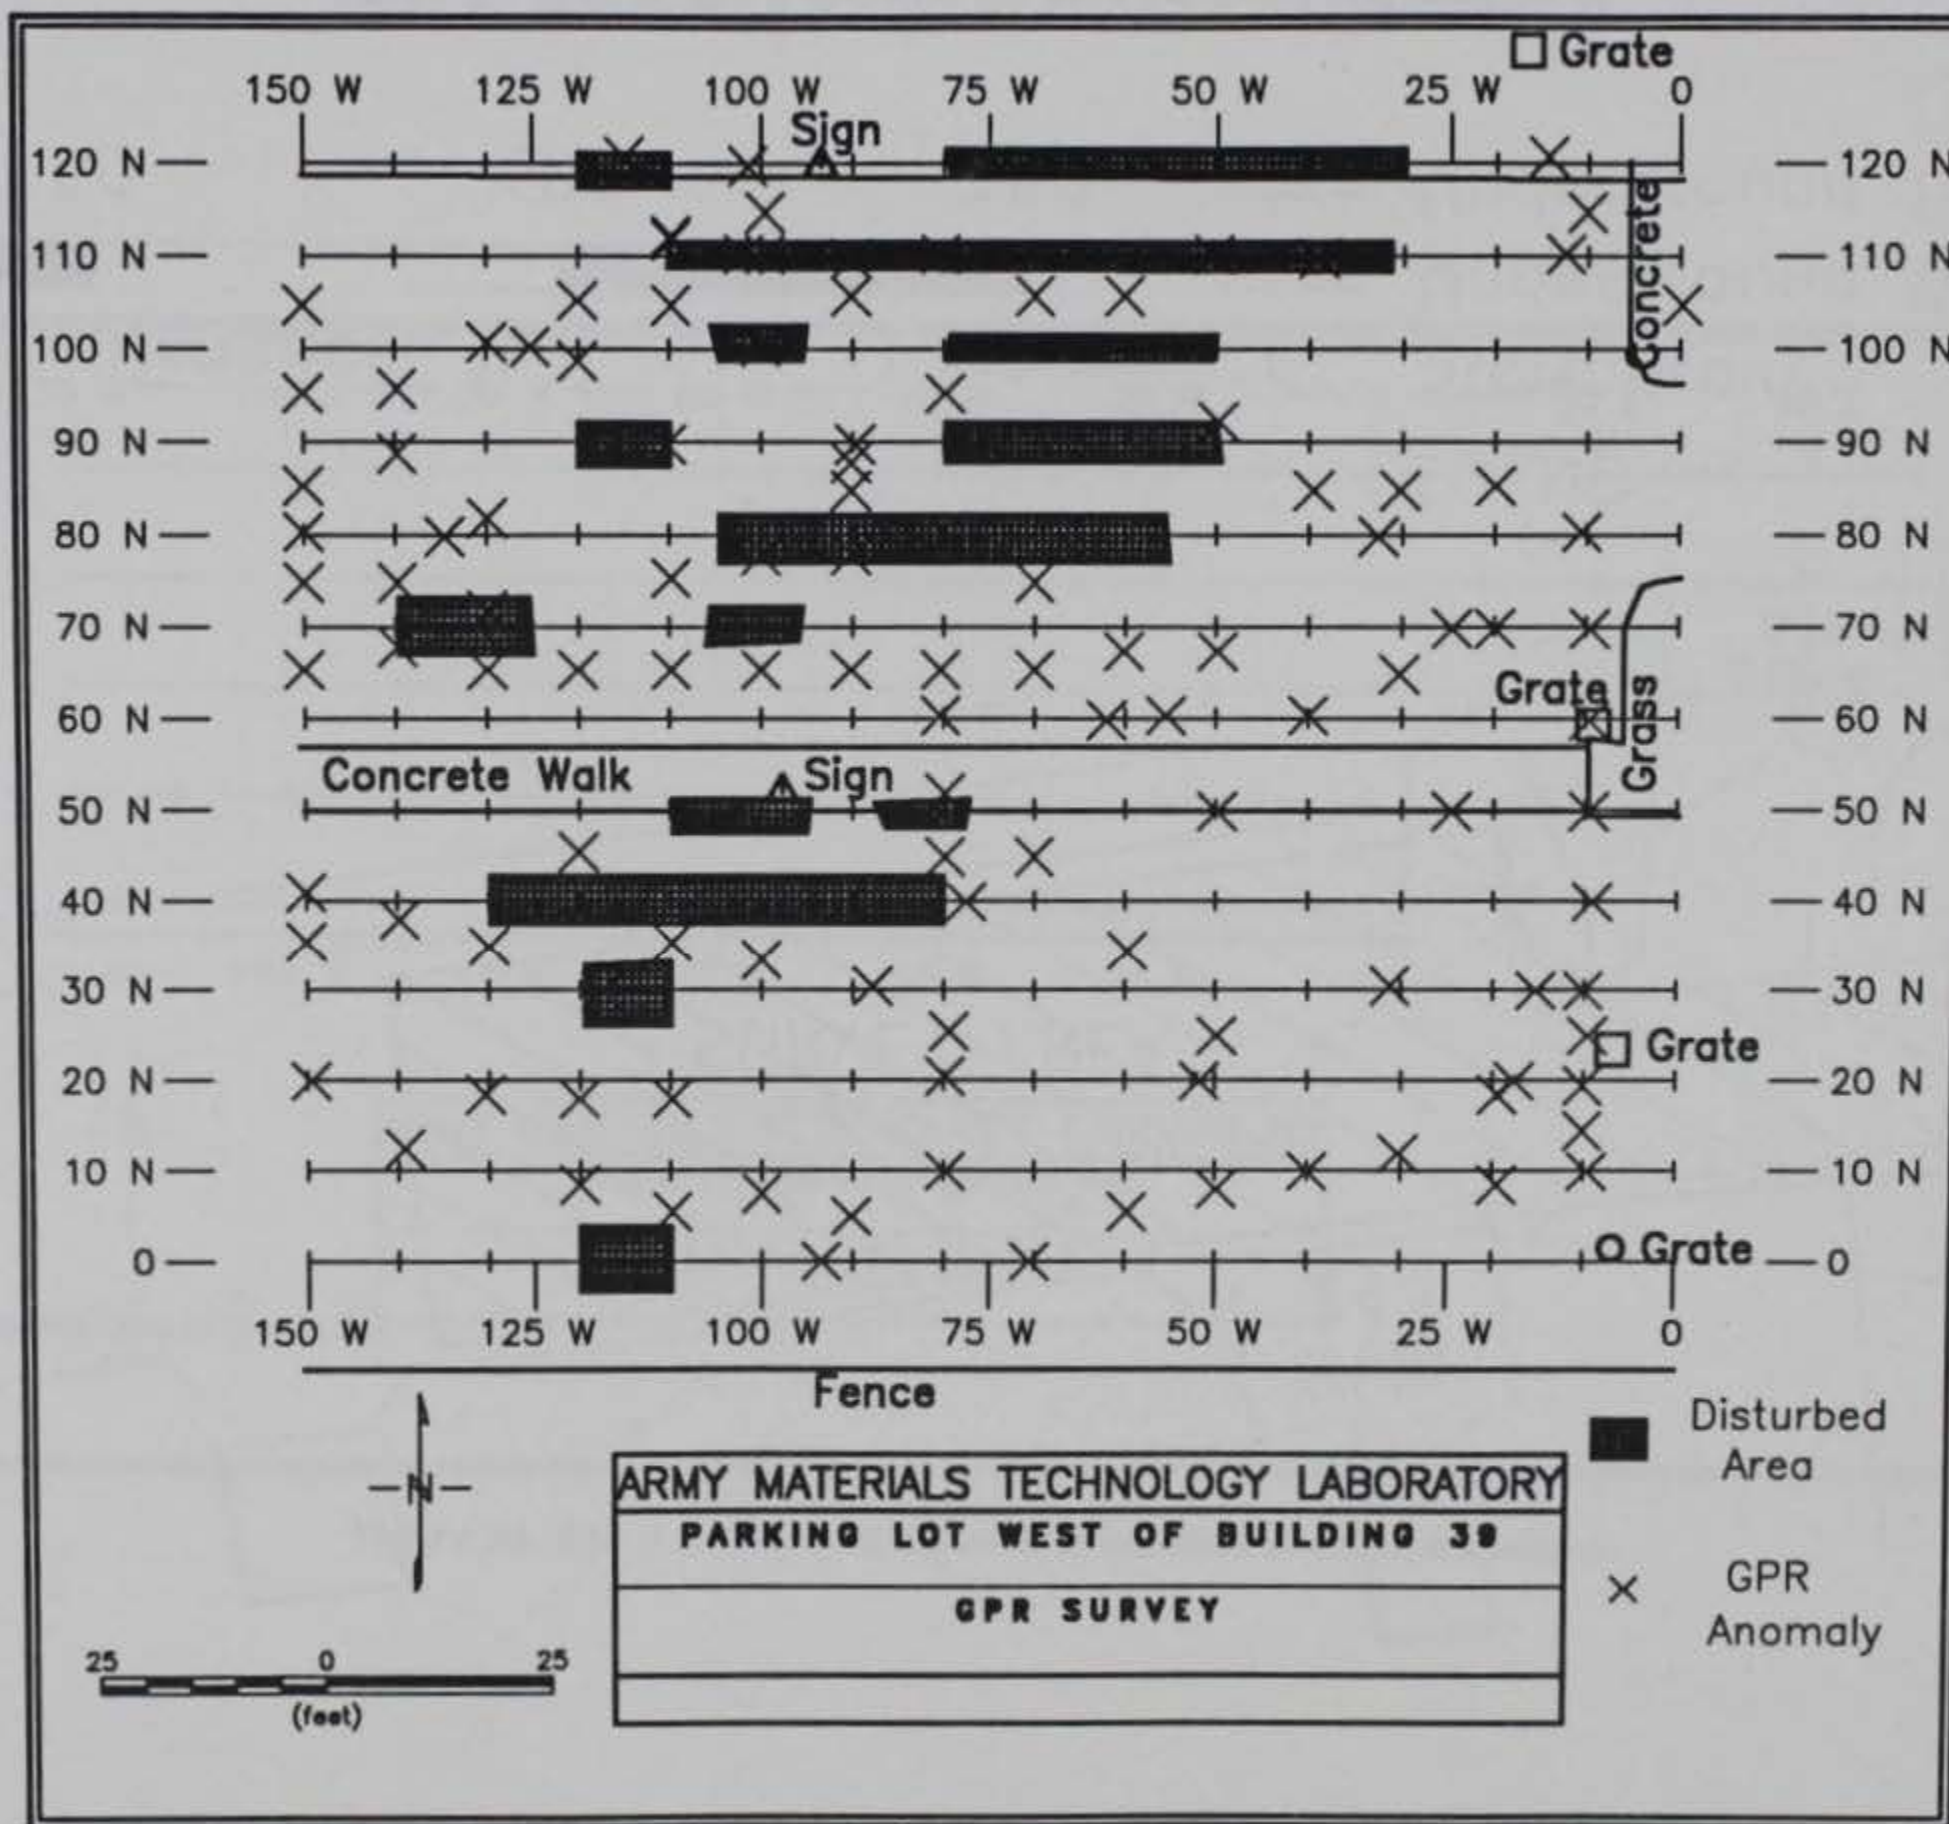 Grate
150 W 125 W 100 W 75 W 50 W 25 W 0
Sign
120 N 120 N
Concrete
110 N 110 N
100 N 100 N
90 N 90 N
80 N 80 N
70 N 70 N
Grate
Grass
60 N 60 N
Concrete Walk Sign
50 N 50 N
40 N 40 N
30 N 30 N
Grate
20 N 20 N
10 N 10 N
0 Grate 0
150 W 125 W 100 W 75 W 50 W 25 W 0
Fence
Disturbed
Area
N
ARMY MATERIALS TECHNOLOGY LABORATORY
PARKING LOT WEST OF BUILDING 39
GPR SURVEY
GPR
Anomaly
25 0 25
(feet)